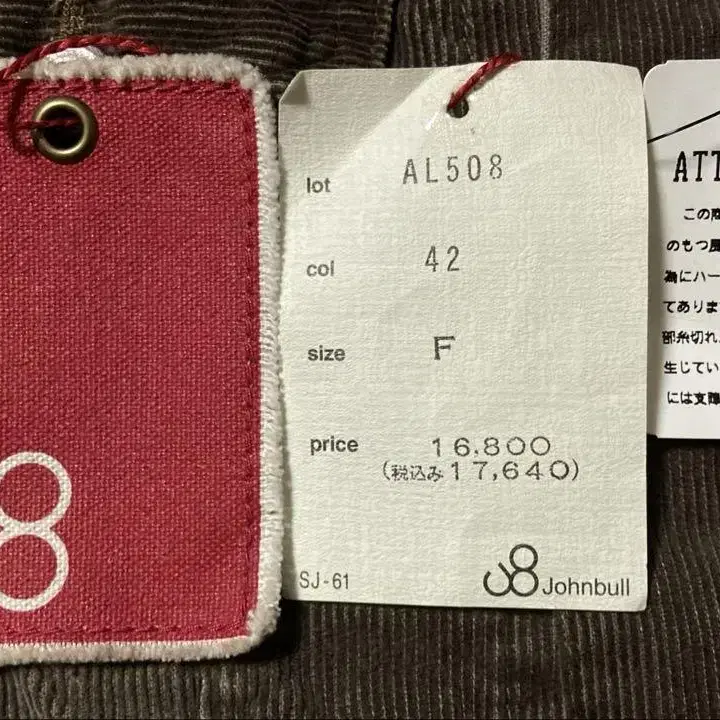 lot AL508
col 42
size F
price 16,800
(税込み17,640)
SJ-61
Johnbull
ATT
この
のもつ風
為にハー
てありま
部糸切れ
生じてい
には支障
8